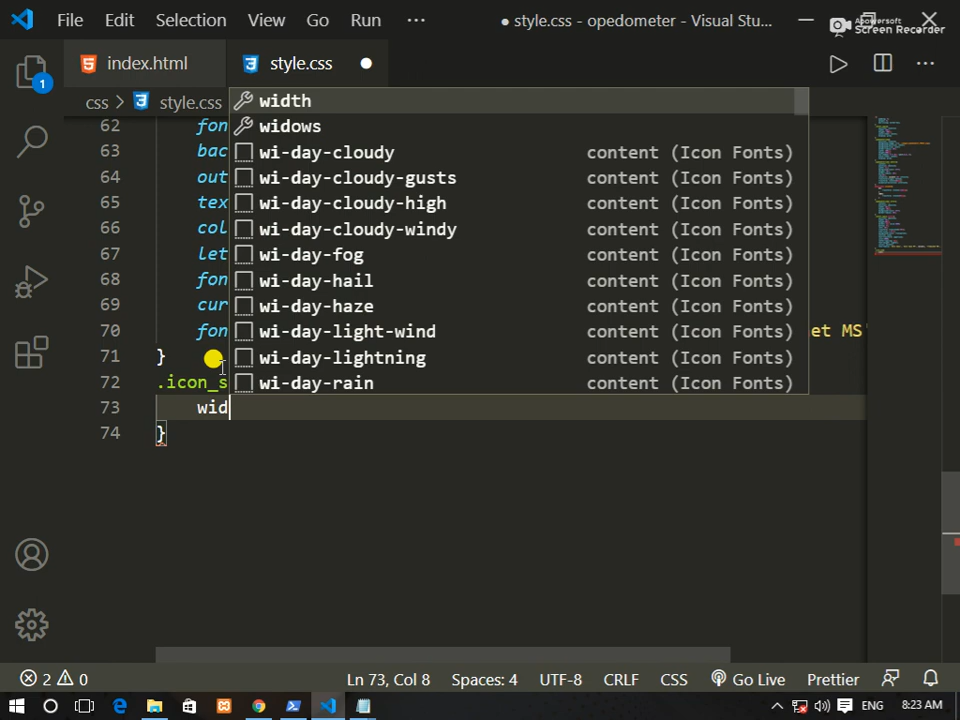 File Edit Selection View Go Run ··· ● style.css - opedometer - Visual Stu...
Apowersoft
Screen Recorder
1
index.html style.css ●
css > style.css
width
widows
wi-day-cloudy content (Icon Fonts)
wi-day-cloudy-gusts content (Icon Fonts)
wi-day-cloudy-high content (Icon Fonts)
wi-day-cloudy-windy content (Icon Fonts)
wi-day-fog content (Icon Fonts)
wi-day-hail content (Icon Fonts)
wi-day-haze content (Icon Fonts)
wi-day-light-wind content (Icon Fonts)
wi-day-lightning content (Icon Fonts)
wi-day-rain content (Icon Fonts)
62 fon
63 bac
64 out
65 tex
66 col
67 let
68 fon
69 cur
70 fon et MS'
71 }
72 .icon_s
73 wid
74 }
2 0 Ln 73, Col 8 Spaces: 4 UTF-8 CRLF CSS Go Live Prettier
ENG 8:23 AM